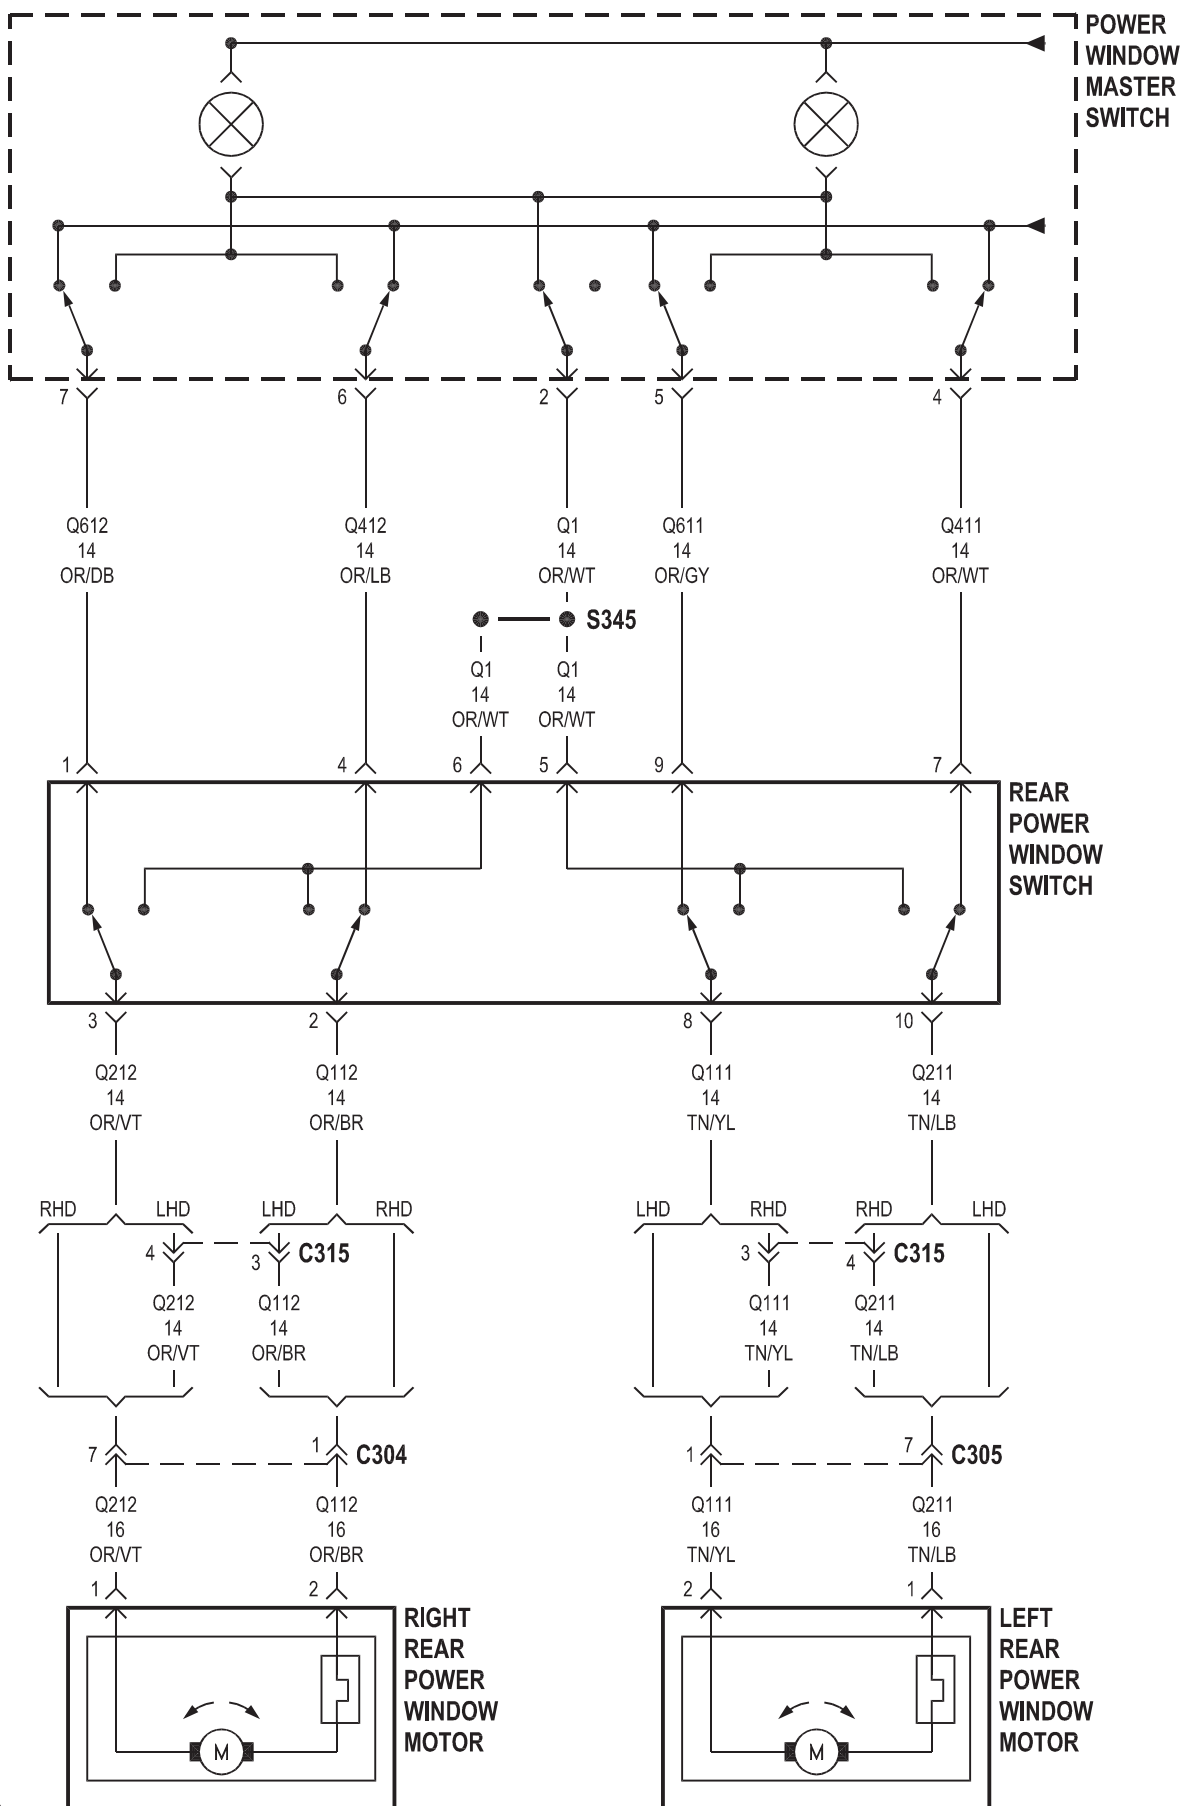 POWER
WINDOW
MASTER
SWITCH
7 6 2 5 4
Q612 Q412 Q1 Q611 Q411
14 14 14 14 14
OR/DB OR/LB OR/WT OR/GY OR/WT
S345
Q1 Q1
14 14
OR/WT OR/WT
1 4 6 5 9 7
REAR
POWER
WINDOW
SWITCH
3 2 8 10
Q212 Q112 Q111 Q211
14 14 14 14
OR/VT OR/BR TN/YL TN/LB
RHD LHD LHD RHD LHD RHD RHD LHD
4 3 C315 3 4 C315
Q212 Q112 Q111 Q211
14 14 14 14
OR/VT OR/BR TN/YL TN/LB
7 1 C304 1 7 C305
Q212 Q112 Q111 Q211
16 16 16 16
OR/VT OR/BR TN/YL TN/LB
1 2 2 1
RIGHT
REAR
POWER
WINDOW
MOTOR
M
LEFT
REAR
POWER
WINDOW
MOTOR
M